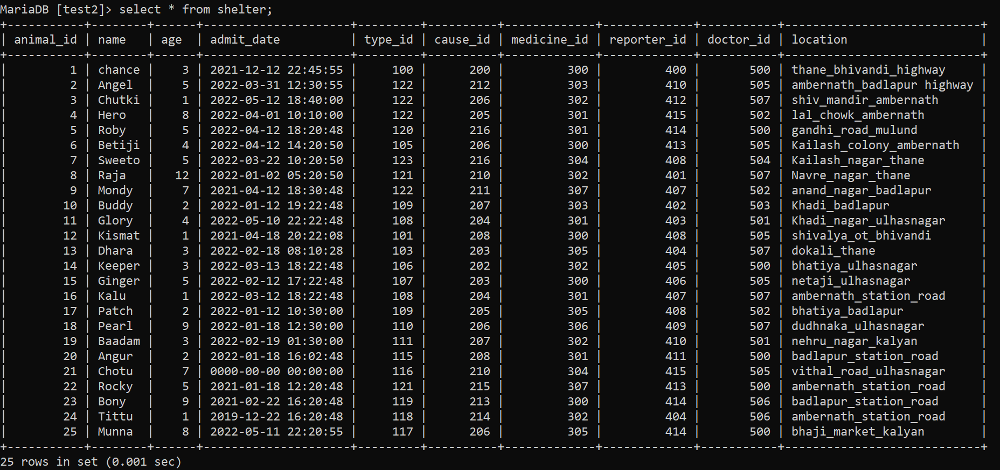 MariaDB [test2]> select * from shelter;
+-----------+--------+------+---------------------+---------+----------+-------------+-------------+-----------+----------------------------+
| animal_id | name   | age  | admit_date          | type_id | cause_id | medicine_id | reporter_id | doctor_id | location                   |
+-----------+--------+------+---------------------+---------+----------+-------------+-------------+-----------+----------------------------+
|         1 | chance |    3 | 2021-12-12 22:45:55 |     100 |      200 |         300 |         400 |       500 | thane_bhivandi_highway     |
|         2 | Angel  |    5 | 2022-03-31 12:30:55 |     122 |      212 |         303 |         410 |       505 | ambernath_badlapur highway |
|         3 | Chutki |    1 | 2022-05-12 18:40:00 |     122 |      206 |         302 |         412 |       507 | shiv_mandir_ambernath      |
|         4 | Hero   |    8 | 2022-04-01 10:10:00 |     122 |      205 |         301 |         415 |       502 | lal_chowk_ambernath        |
|         5 | Roby   |    5 | 2022-04-12 18:20:48 |     120 |      216 |         301 |         414 |       500 | gandhi_road_mulund         |
|         6 | Betiji |    4 | 2022-04-12 14:20:50 |     105 |      206 |         300 |         413 |       505 | Kailash_colony_ambernath   |
|         7 | Sweeto |    5 | 2022-03-22 10:20:50 |     123 |      216 |         304 |         408 |       504 | Kailash_nagar_thane        |
|         8 | Raja   |   12 | 2022-01-02 05:20:50 |     121 |      210 |         302 |         401 |       507 | Navre_nagar_thane          |
|         9 | Mondy  |    7 | 2021-04-12 18:30:48 |     122 |      211 |         307 |         407 |       502 | anand_nagar_badlapur       |
|        10 | Buddy  |    2 | 2022-01-12 19:22:48 |     109 |      207 |         303 |         402 |       503 | Khadi_badlapur             |
|        11 | Glory  |    4 | 2022-05-10 22:22:48 |     108 |      204 |         301 |         403 |       501 | Khadi_nagar_ulhasnagar     |
|        12 | Kismat |    1 | 2021-04-18 20:22:08 |     101 |      208 |         300 |         408 |       505 | shivalya_ot_bhivandi       |
|        13 | Dhara  |    3 | 2022-02-18 08:10:28 |     103 |      203 |         305 |         404 |       507 | dokali_thane               |
|        14 | Keeper |    3 | 2022-03-13 18:22:48 |     106 |      202 |         302 |         405 |       500 | bhatiya_ulhasnagar         |
|        15 | Ginger |    5 | 2022-02-12 17:22:48 |     107 |      203 |         300 |         406 |       505 | netaji_ulhasnagar          |
|        16 | Kalu   |    1 | 2022-03-12 18:22:48 |     108 |      204 |         301 |         407 |       507 | ambernath_station_road     |
|        17 | Patch  |    2 | 2022-01-12 10:30:00 |     109 |      205 |         305 |         408 |       502 | bhatiya_badlapur           |
|        18 | Pearl  |    9 | 2022-01-18 12:30:00 |     110 |      206 |         306 |         409 |       507 | dudhnaka_ulhasnagar        |
|        19 | Baadam |    3 | 2022-02-19 01:30:00 |     111 |      207 |         302 |         410 |       501 | nehru_nagar_kalyan         |
|        20 | Angur  |    2 | 2022-01-18 16:02:48 |     115 |      208 |         301 |         411 |       500 | badlapur_station_road      |
|        21 | Chotu  |    7 | 0000-00-00 00:00:00 |     116 |      210 |         304 |         415 |       505 | vithal_road_ulhasnagar     |
|        22 | Rocky  |    5 | 2021-01-18 12:20:48 |     121 |      215 |         307 |         413 |       500 | ambernath_station_road     |
|        23 | Bony   |    9 | 2021-02-22 16:20:48 |     119 |      213 |         300 |         414 |       506 | badlapur_station_road      |
|        24 | Tittu  |    1 | 2019-12-22 16:20:48 |     118 |      214 |         302 |         404 |       506 | ambernath_station_road     |
|        25 | Munna  |    8 | 2022-05-11 22:20:55 |     117 |      206 |         305 |         414 |       500 | bhaji_market_kalyan        |
+-----------+--------+------+---------------------+---------+----------+-------------+-------------+-----------+----------------------------+
25 rows in set (0.001 sec)